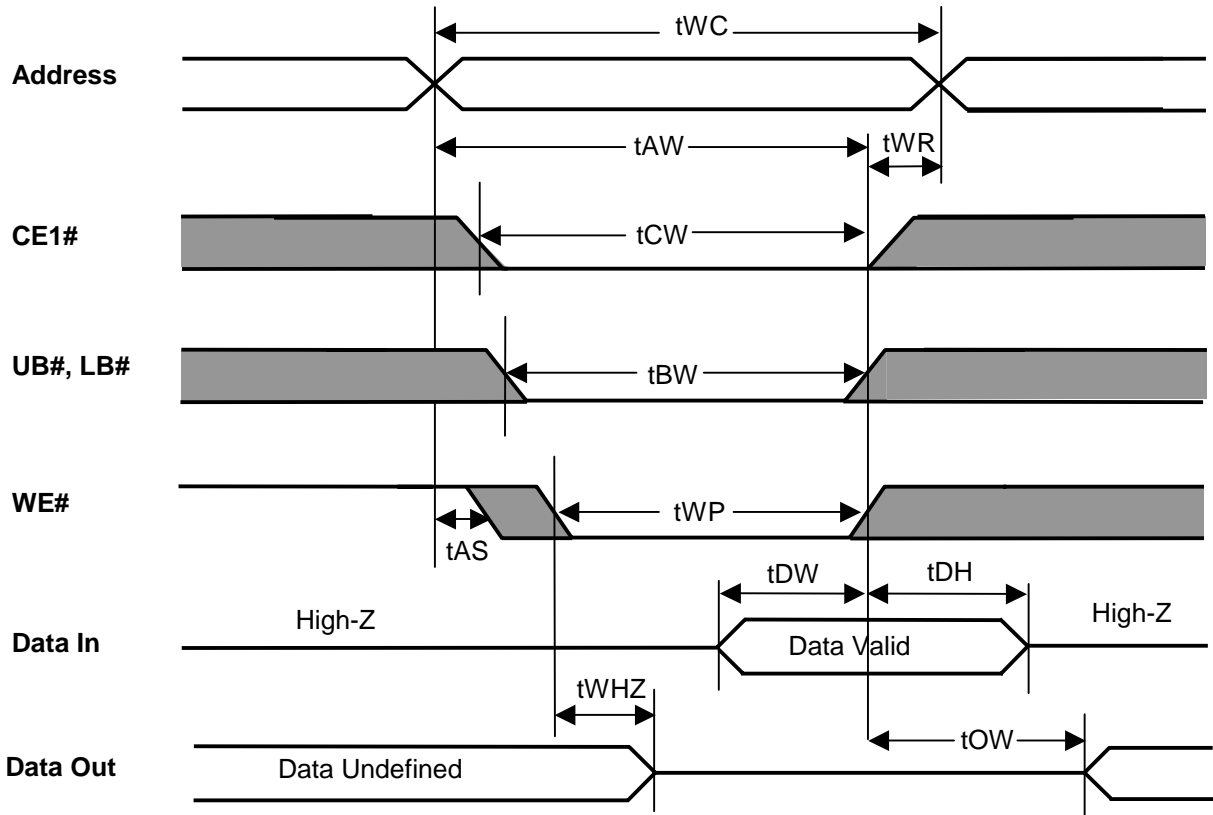 tWC
Address
tAW
tWR
CE1#
tCW
UB#, LB#
tBW
WE#
tWP
tAS
tDW
tDH
High-Z
High-Z
Data In
Data Valid
tWHZ
tOW
Data Out
Data Undefined